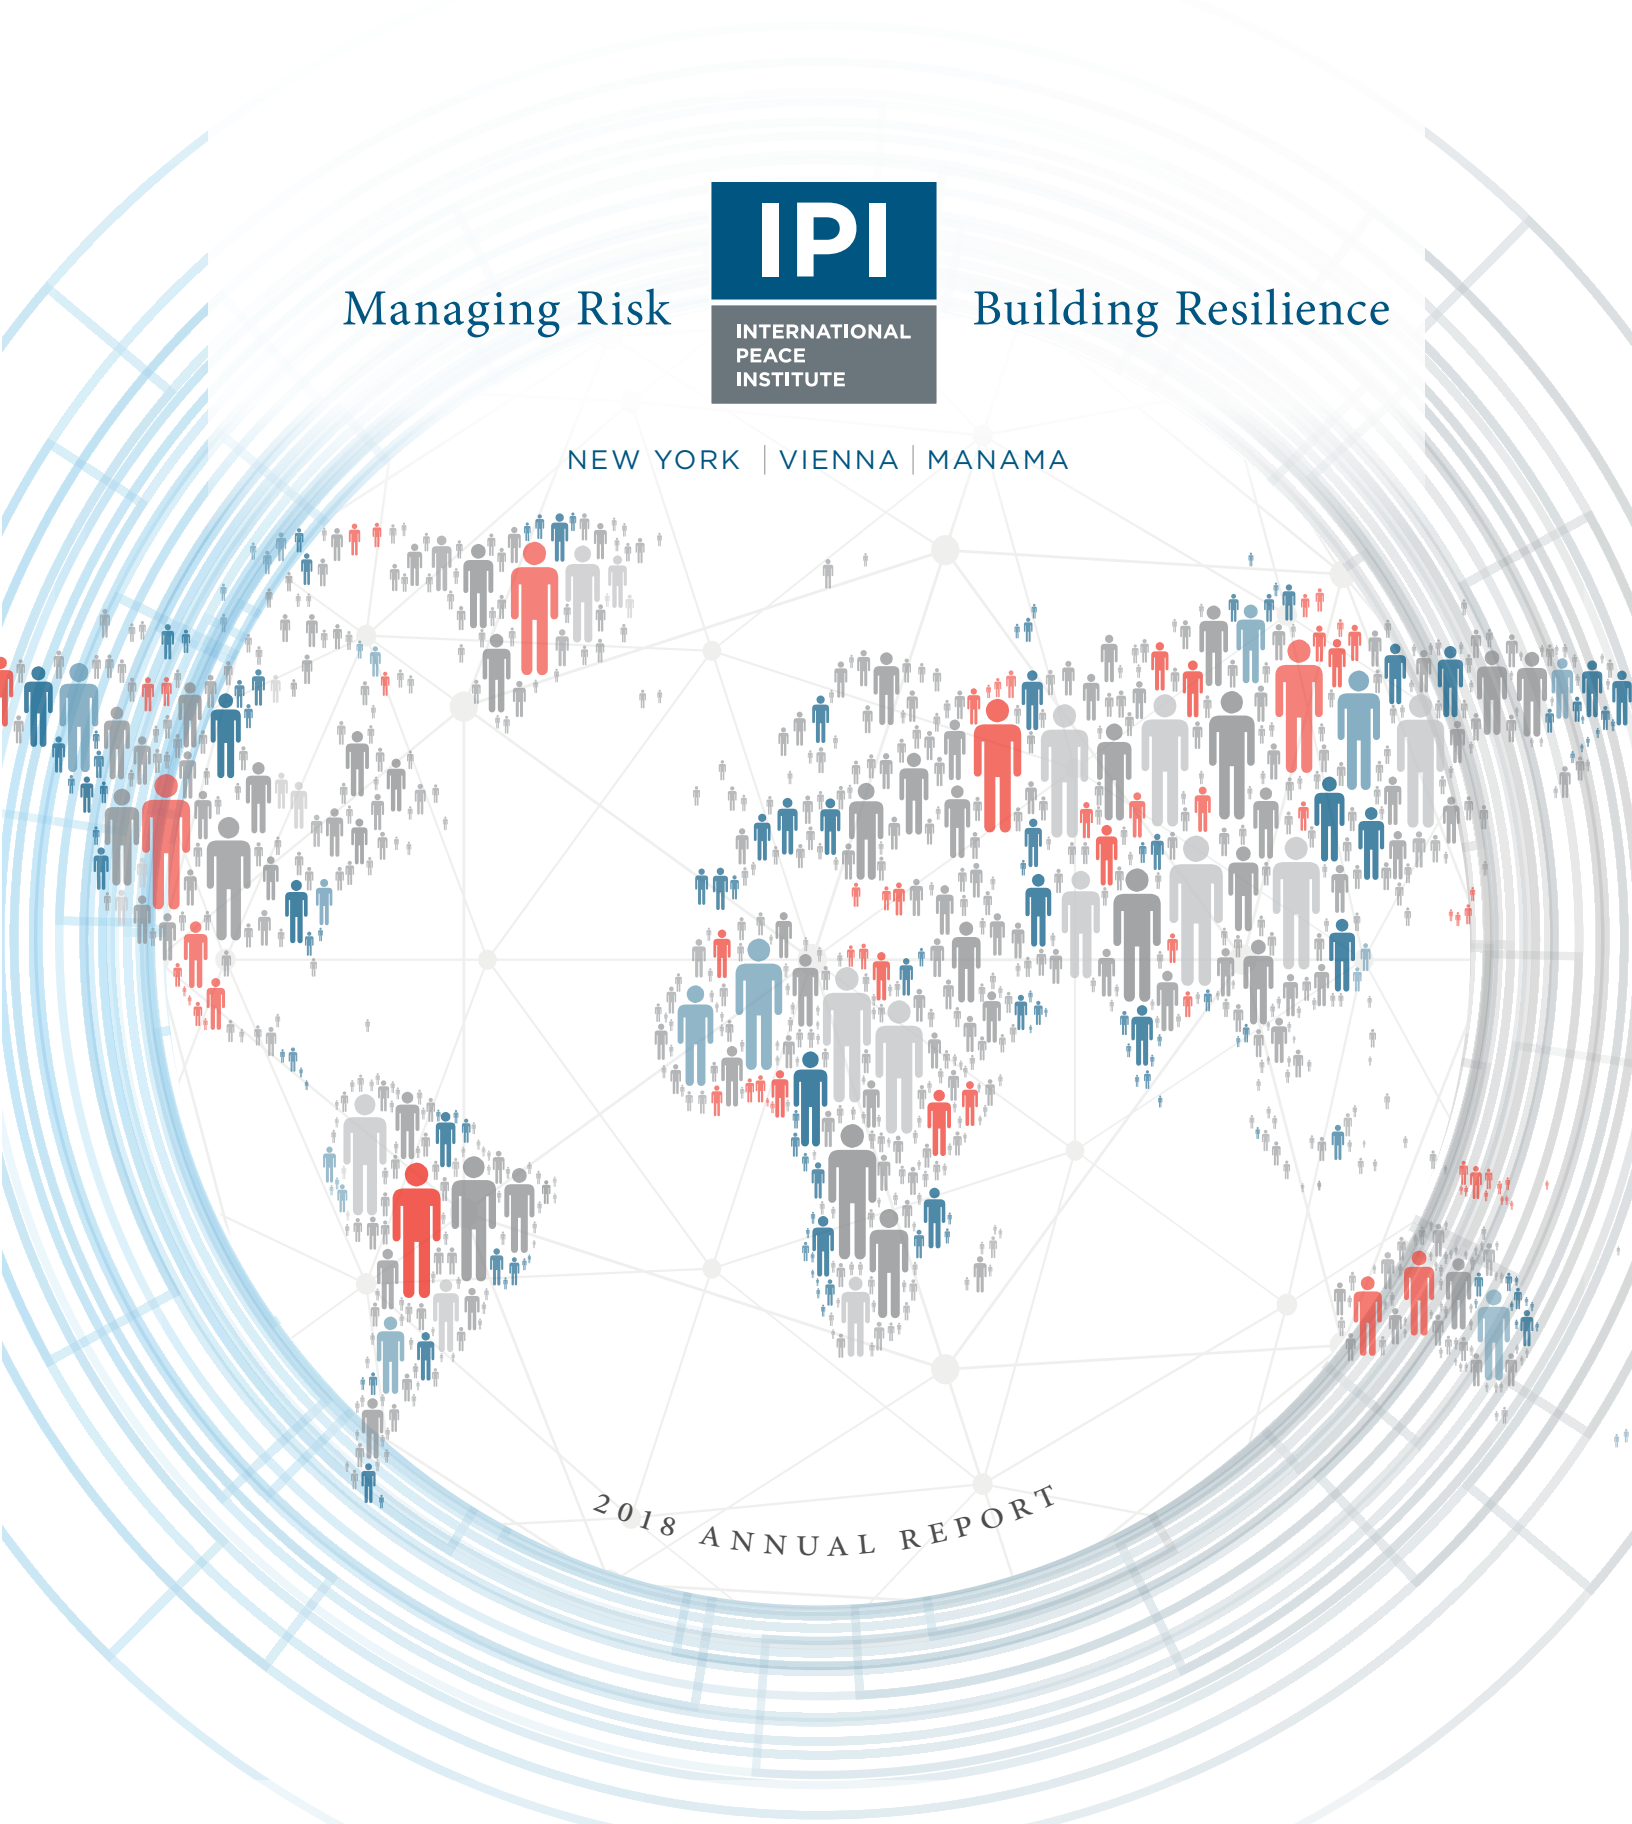 IPI
Managing Risk
Building Resilience
INTERNATIONAL
PEACE
INSTITUTE
NEW YORK | VIENNA | MANAMA
2018 ANNUAL REPORT